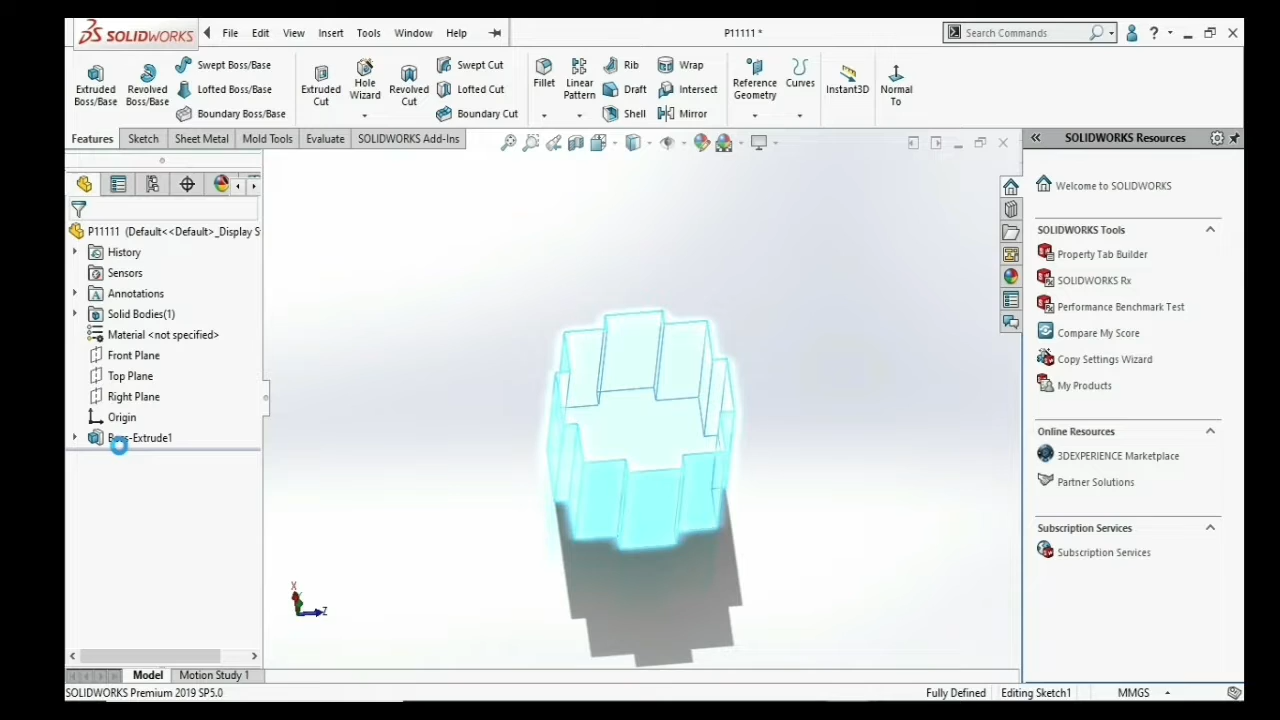 SOLIDWORKS File Edit View Insert Tools Window Help P11111 * Search Commands ?
Extruded Boss/Base Revolved Boss/Base Swept Boss/Base Lofted Boss/Base Boundary Boss/Base Extruded Cut Hole Wizard Revolved Cut Swept Cut Lofted Cut Boundary Cut Fillet Linear Pattern Rib Draft Shell Wrap Intersect Mirror Reference Geometry Curves Instant3D Normal To
Features Sketch Sheet Metal Mold Tools Evaluate SOLIDWORKS Add-Ins
P11111 (Default<<Default>_Display S
History
Sensors
Annotations
Solid Bodies(1)
Material <not specified>
Front Plane
Top Plane
Right Plane
Origin
Boss-Extrude1
X
Z
SOLIDWORKS Resources
Welcome to SOLIDWORKS
SOLIDWORKS Tools
Property Tab Builder
SOLIDWORKS Rx
Performance Benchmark Test
Compare My Score
Copy Settings Wizard
My Products
Online Resources
3DEXPERIENCE Marketplace
Partner Solutions
Subscription Services
Subscription Services
Model Motion Study 1
SOLIDWORKS Premium 2019 SP5.0 Fully Defined Editing Sketch1 MMGS